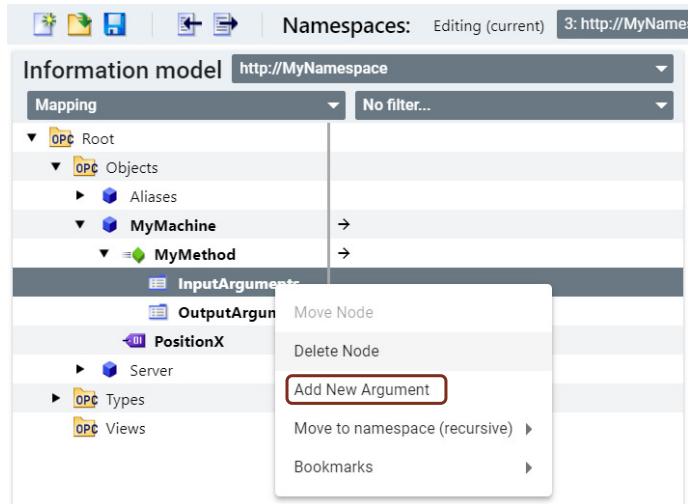 Namespaces: Editing (current) 3: http://MyNames
Information model http://MyNamespace
Mapping No filter...
OPC Root
OPC Objects
Aliases
MyMachine →
MyMethod →
InputArguments
OutputArgun
Move Node
PositionX
Delete Node
Server
Add New Argument
OPC Types
OPC Views
Move to namespace (recursive)
Bookmarks